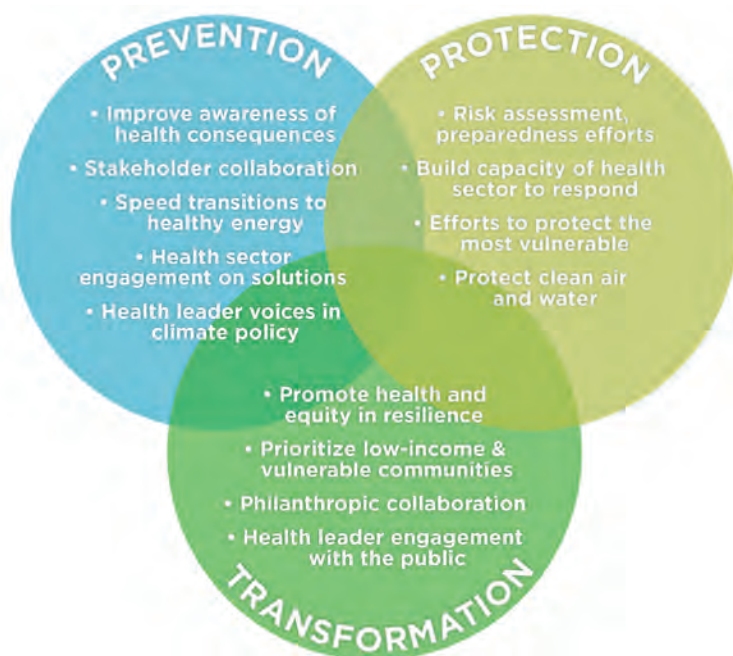 PREVENTION
• Improve awareness of
health consequences
• Stakeholder collaboration
• Speed transitions to
healthy energy
• Health sector
engagement on solutions
• Health leader voices in
climate policy
PROTECTION
• Risk assessment,
preparedness efforts
• Build capacity of health
sector to respond
• Efforts to protect the
most vulnerable
• Protect clean air
and water
• Promote health and
equity in resilience
• Prioritize low-income &
vulnerable communities
• Philanthropic collaboration
• Health leader engagement
with the public
TRANSFORMATION